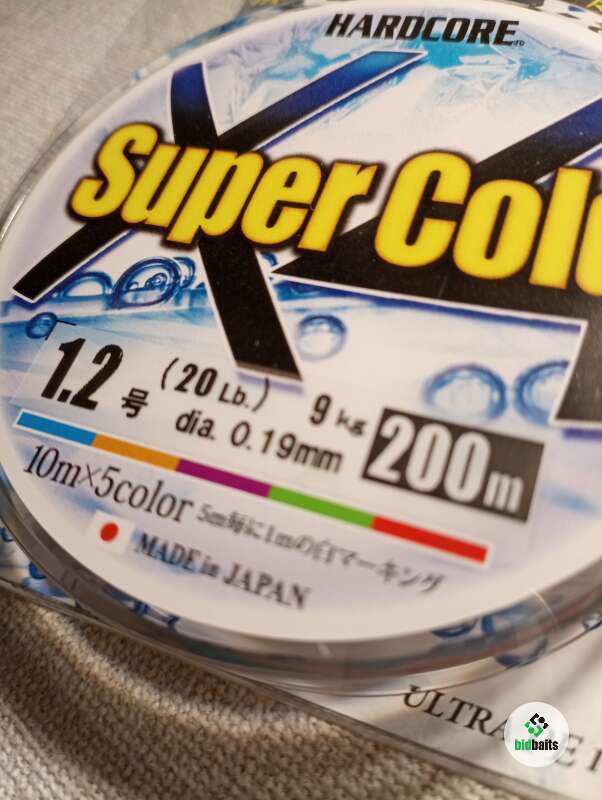 HARDCORE
X4
Super Colo
1.2号 (20Lb.) 9kg 200m
dia. 0.19mm
10m×5color 5m毎に1mの白マーキング
MADE in JAPAN
ULTRA
bidbaits